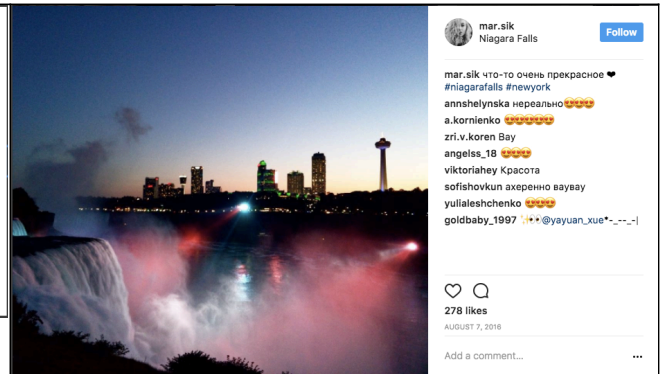 mar.sik
Niagara Falls
Follow
mar.sik что-то очень прекрасное ❤
#niagarafalls #newyork
annshelynska нереально😍😍😍😍
a.kornienko 😍😍😍😍😍😍😍
zri.v.koren Вау
angelss_18 😍😍😍😍
viktoriahey Красота
sofishovkun ахеренно ваувау
yulialeshchenko 😍😍😍😍
goldbaby_1997 ✨👀@yayuan_xue*-_--_-|
278 likes
AUGUST 7, 2016
Add a comment...